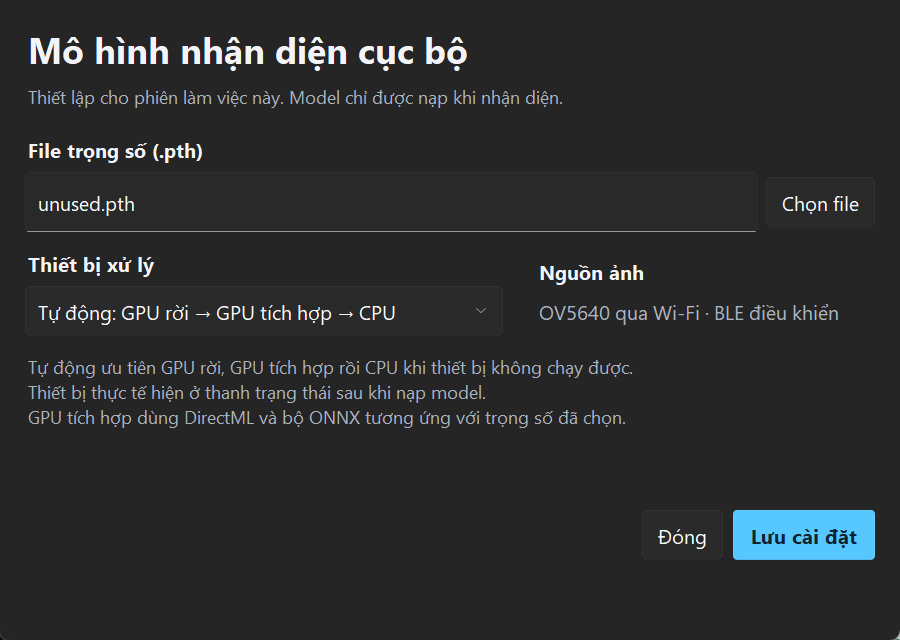 Mô hình nhận diện cục bộ
Thiết lập cho phiên làm việc này. Model chỉ được nạp khi nhận diện.
File trọng số (.pth)
unused.pth
Chọn file
Thiết bị xử lý
Nguồn ảnh
Tự động: GPU rời → GPU tích hợp → CPU
OV5640 qua Wi-Fi · BLE điều khiển
Tự động ưu tiên GPU rời, GPU tích hợp rồi CPU khi thiết bị không chạy được.
Thiết bị thực tế hiện ở thanh trạng thái sau khi nạp model.
GPU tích hợp dùng DirectML và bộ ONNX tương ứng với trọng số đã chọn.
Đóng
Lưu cài đặt